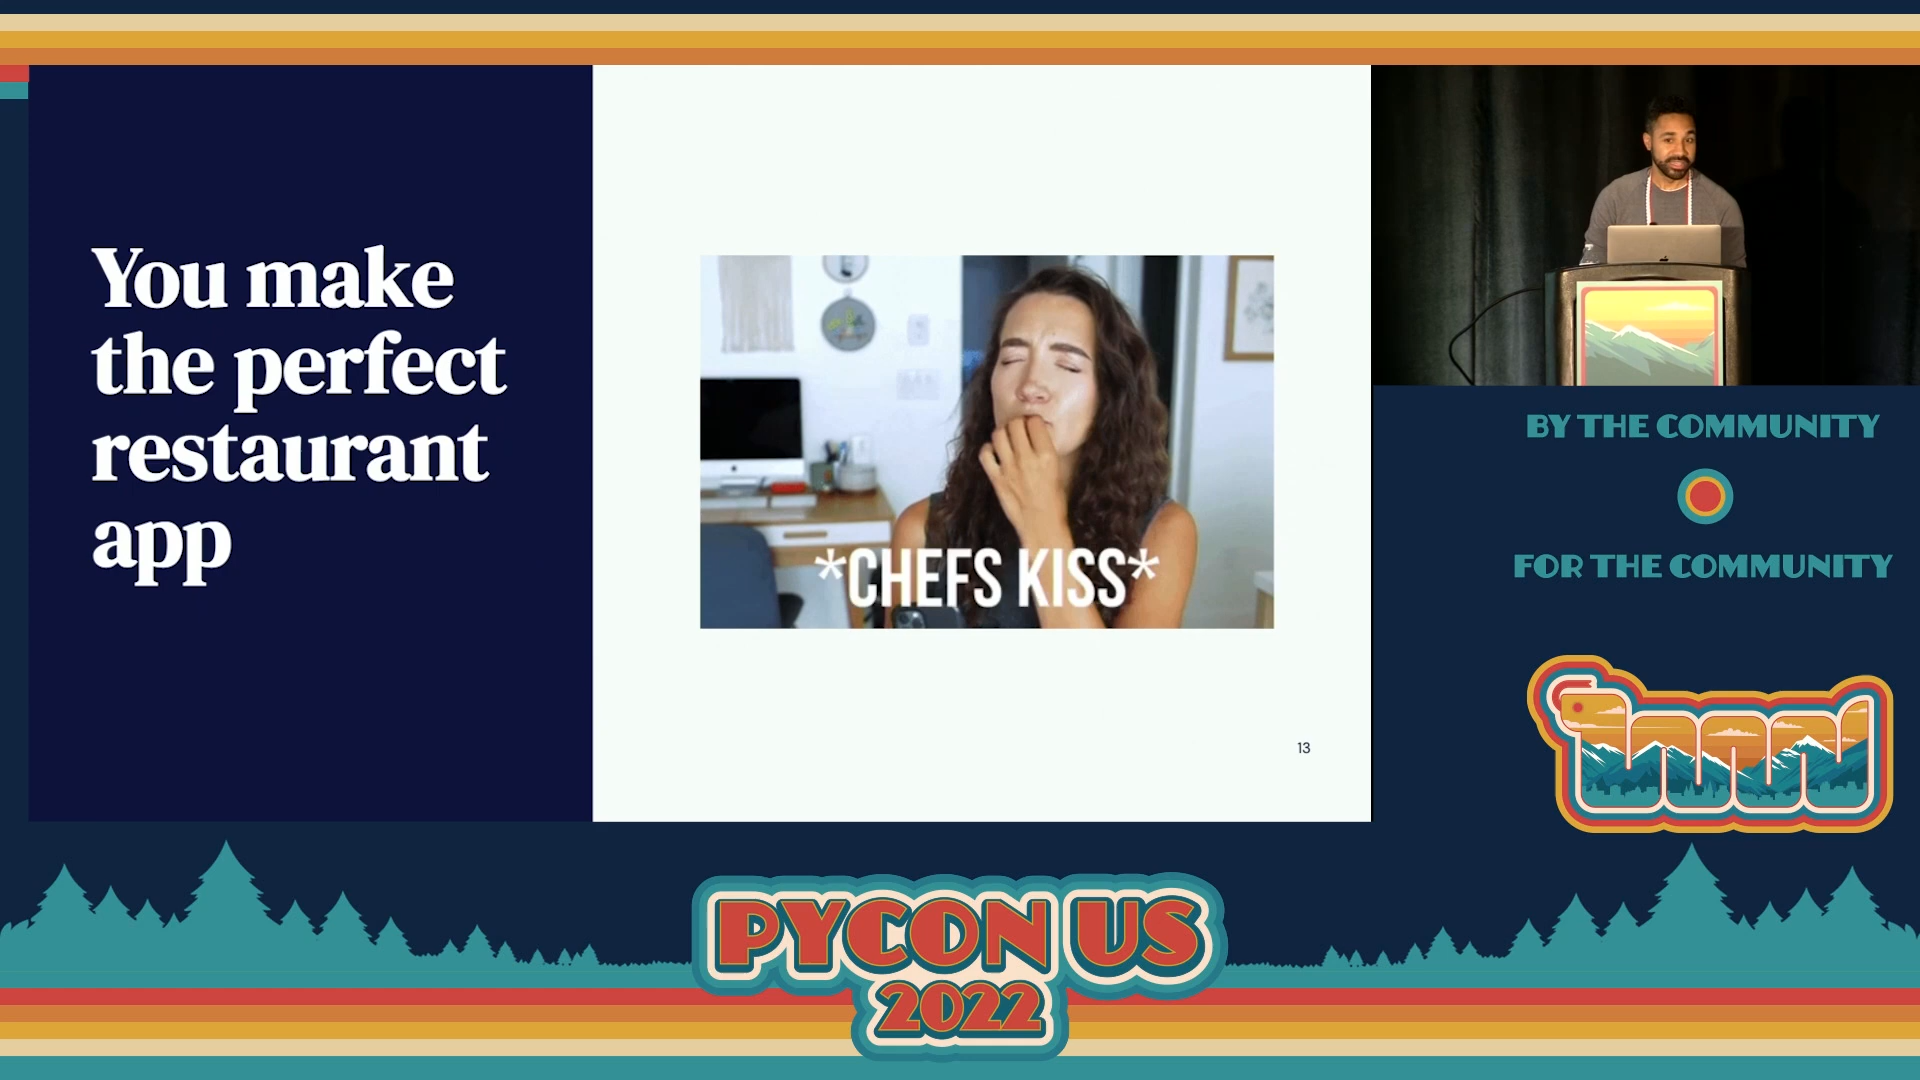 You make
the perfect
restaurant
app
*CHEFS KISS*
13
BY THE COMMUNITY
FOR THE COMMUNITY
PYCON US
2022